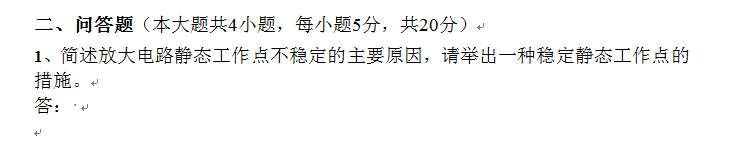 二、问答题（本大题共4小题，每小题5分，共20分）
1、简述放大电路静态工作点不稳定的主要原因，请举出一种稳定静态工作点的
措施。
答：